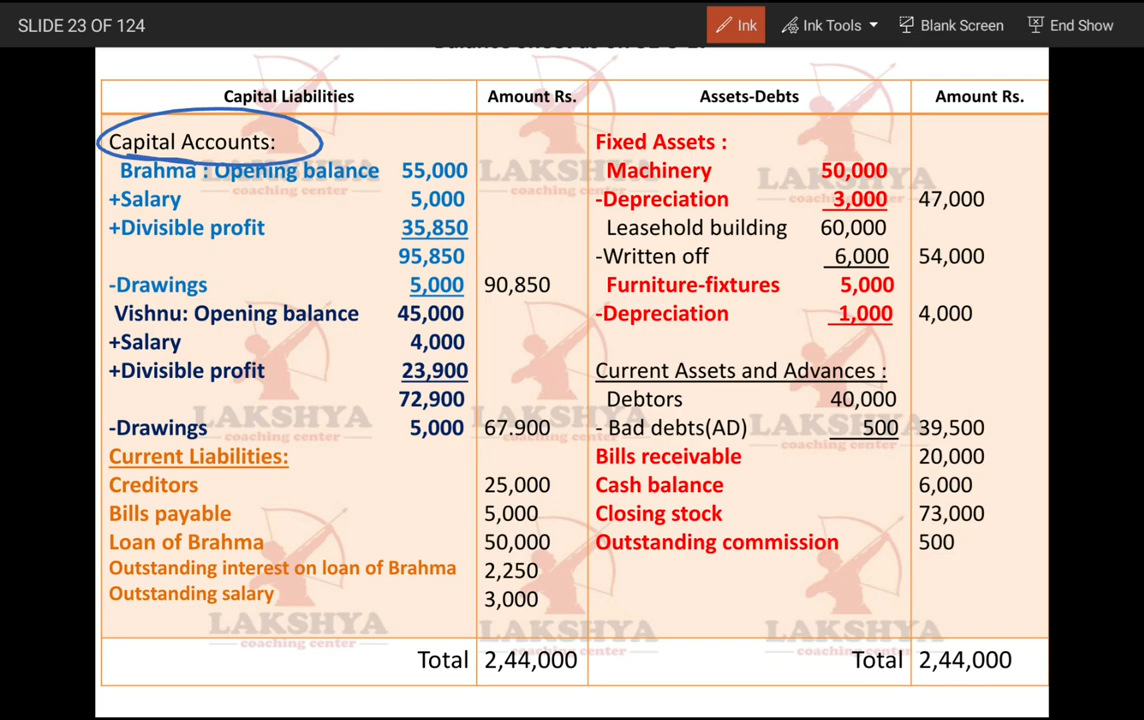 SLIDE 23 OF 124
Ink
Ink Tools
Blank Screen
End Show
Capital Liabilities Amount Rs. Assets-Debts Amount Rs.
Capital Accounts:
Brahma : Opening balance 55,000
+Salary 5,000
+Divisible profit 35,850
95,850
-Drawings 5,000 90,850
Vishnu: Opening balance 45,000
+Salary 4,000
+Divisible profit 23,900
72,900
-Drawings 5,000 67.900
Current Liabilities:
Creditors 25,000
Bills payable 5,000
Loan of Brahma 50,000
Outstanding interest on loan of Brahma 2,250
Outstanding salary 3,000
Total 2,44,000
Fixed Assets :
Machinery 50,000
-Depreciation 3,000 47,000
Leasehold building 60,000
-Written off 6,000 54,000
Furniture-fixtures 5,000
-Depreciation 1,000 4,000
Current Assets and Advances :
Debtors 40,000
- Bad debts(AD) 500 39,500
Bills receivable 20,000
Cash balance 6,000
Closing stock 73,000
Outstanding commission 500
Total 2,44,000
LAKSHYA
coaching center